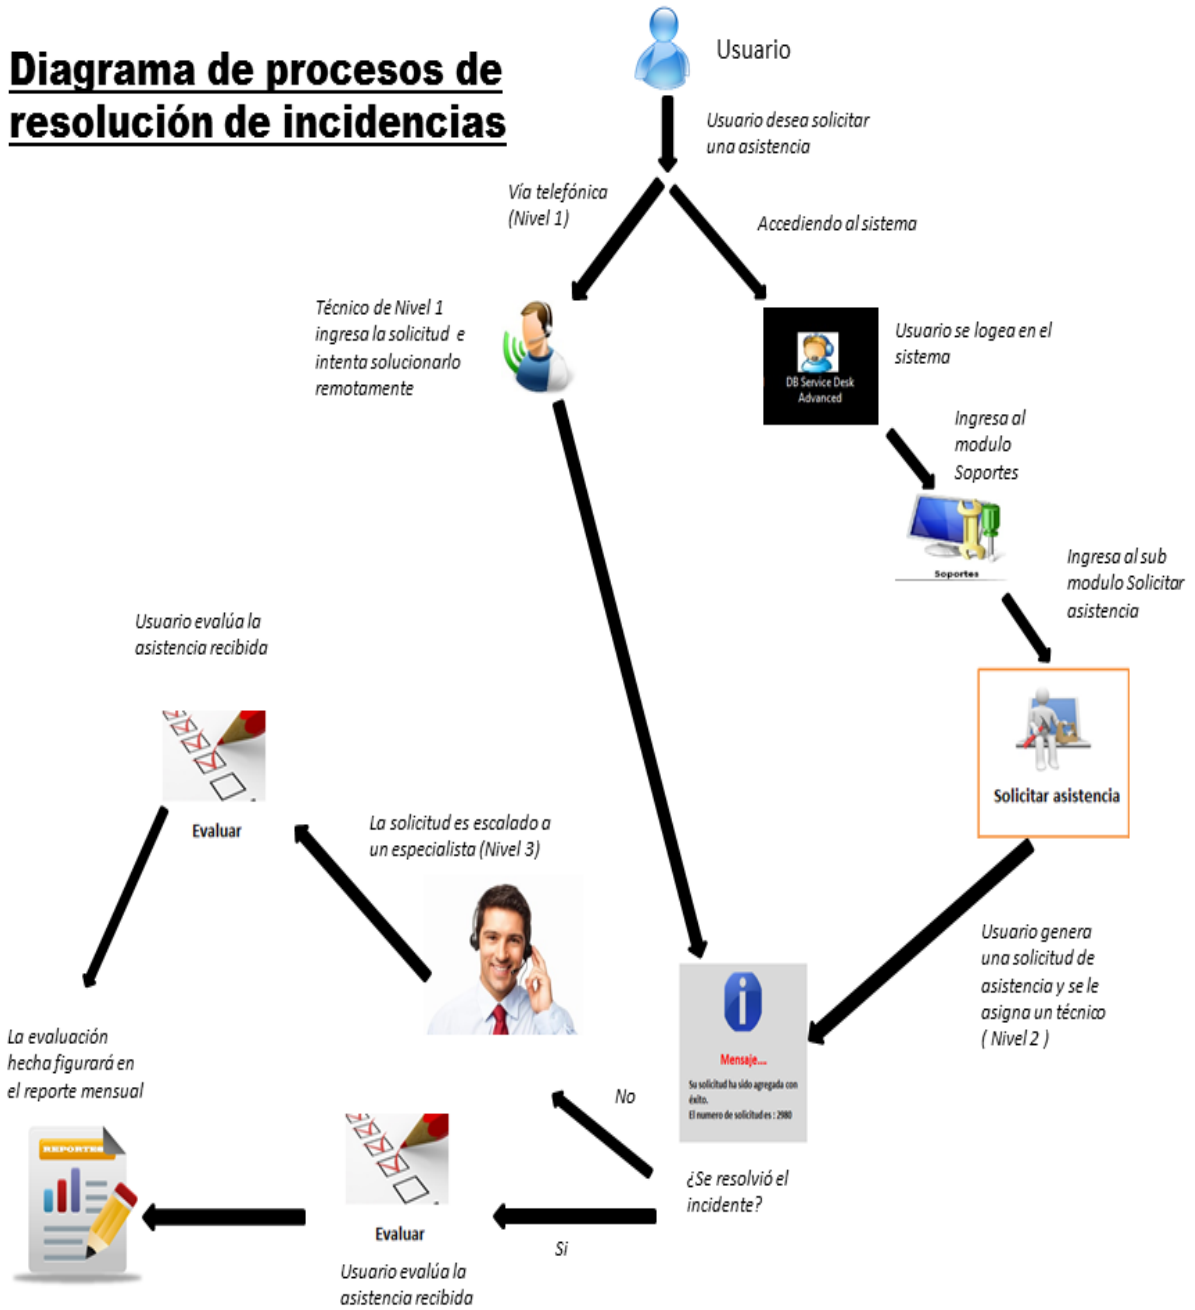 Diagrama de procesos de
resolución de incidencias
Usuario
Usuario desea solicitar
una asistencia
Vía telefónica
(Nivel 1)
Accediendo al sistema
Técnico de Nivel 1
ingresa la solicitud e
intenta solucionarlo
remotamente
DB Service Desk
Advanced
Usuario se logea en el
sistema
Ingresa al
modulo
Soportes
Soportes
Ingresa al sub
modulo Solicitar
asistencia
Solicitar asistencia
Usuario genera
una solicitud de
asistencia y se le
asigna un técnico
( Nivel 2 )
Mensaje....
Su solicitud ha sido agregada con
éxito.
El numero de solicitud es : 2980
¿Se resolvió el
incidente?
No
Si
La solicitud es escalado a
un especialista (Nivel 3)
Usuario evalúa la
asistencia recibida
Evaluar
Evaluar
Usuario evalúa la
asistencia recibida
La evaluación
hecha figurará en
el reporte mensual
REPORTES